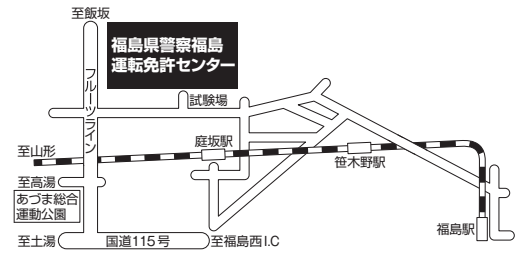 至飯坂
福島県警察福島
運転免許センター
フルーツライン
試験場
庭坂駅
至山形
笹木野駅
至高湯
あづま総合
運動公園
福島駅
至土湯
国道115号
至福島西I.C